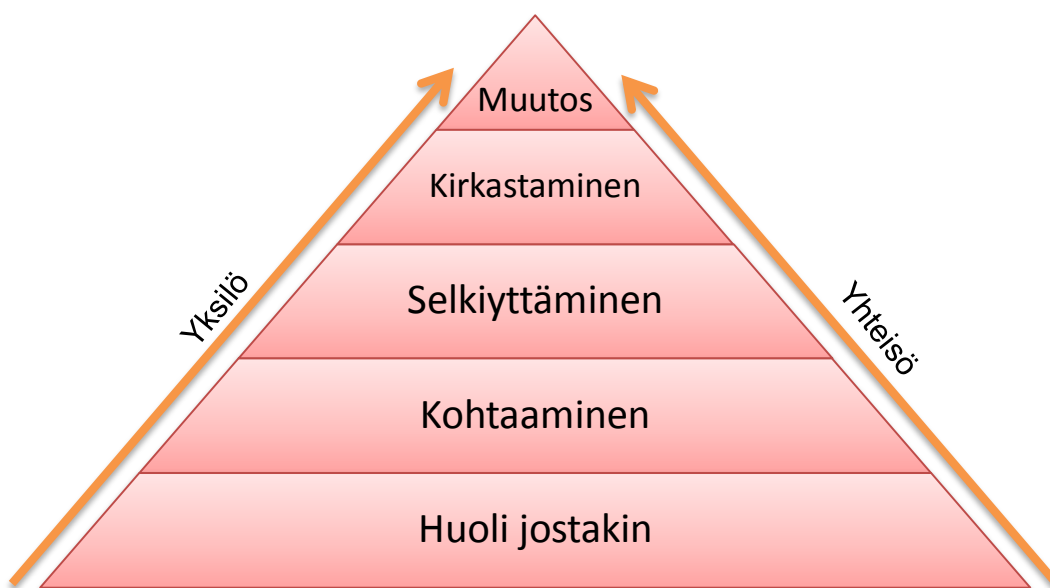 Muutos
Kirkastaminen
Yksilö
Selkiyttäminen
Yhteisö
Kohtaaminen
Huoli jostakin